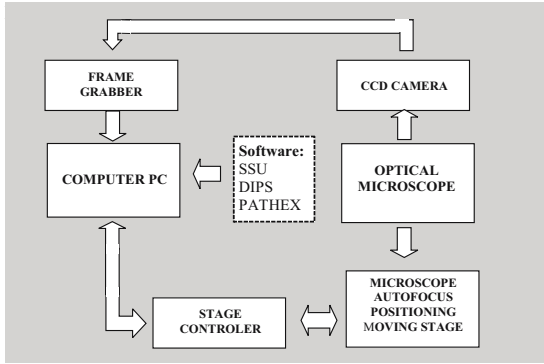 FRAME
GRABBER
CCD CAMERA
COMPUTER PC
Software:
SSU
DIPS
PATHEX
OPTICAL
MICROSCOPE
STAGE
CONTROLER
MICROSCOPE
AUTOFOCUS
POSITIONING
MOVING STAGE